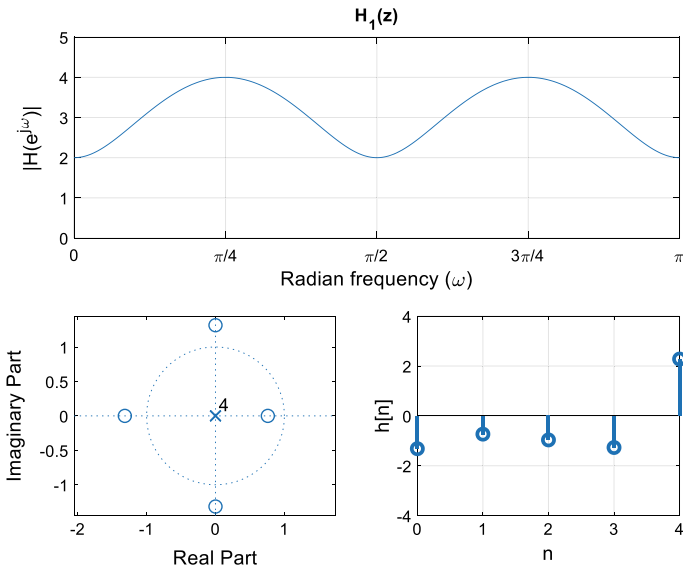 H₁(z)
|H(e^{jω})|
5
4
3
2
1
0
0 π/4 π/2 3π/4 π
Radian frequency (ω)
Imaginary Part
1
0.5
0
-0.5
-1
4
-2 -1 0 1
Real Part
h[n]
4
2
0
-2
-4
0 1 2 3 4
n